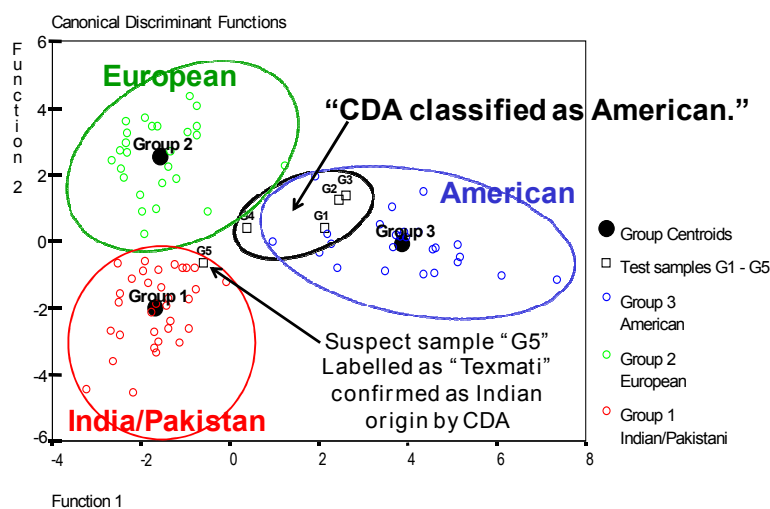 Canonical Discriminant Functions
Function 2
6
4
2
0
-2
-4
-6
European
"CDA classified as American."
Group 2
G3
G2
American
G4
G1
Group 3
G5
Group 1
Suspect sample "G5"
Labelled as "Texmati"
confirmed as Indian
origin by CDA
India/Pakistan
-4
-2
0
2
4
6
8
Function 1
Group Centroids
Test samples G1 - G5
Group 3
American
Group 2
European
Group 1
Indian/Pakistani